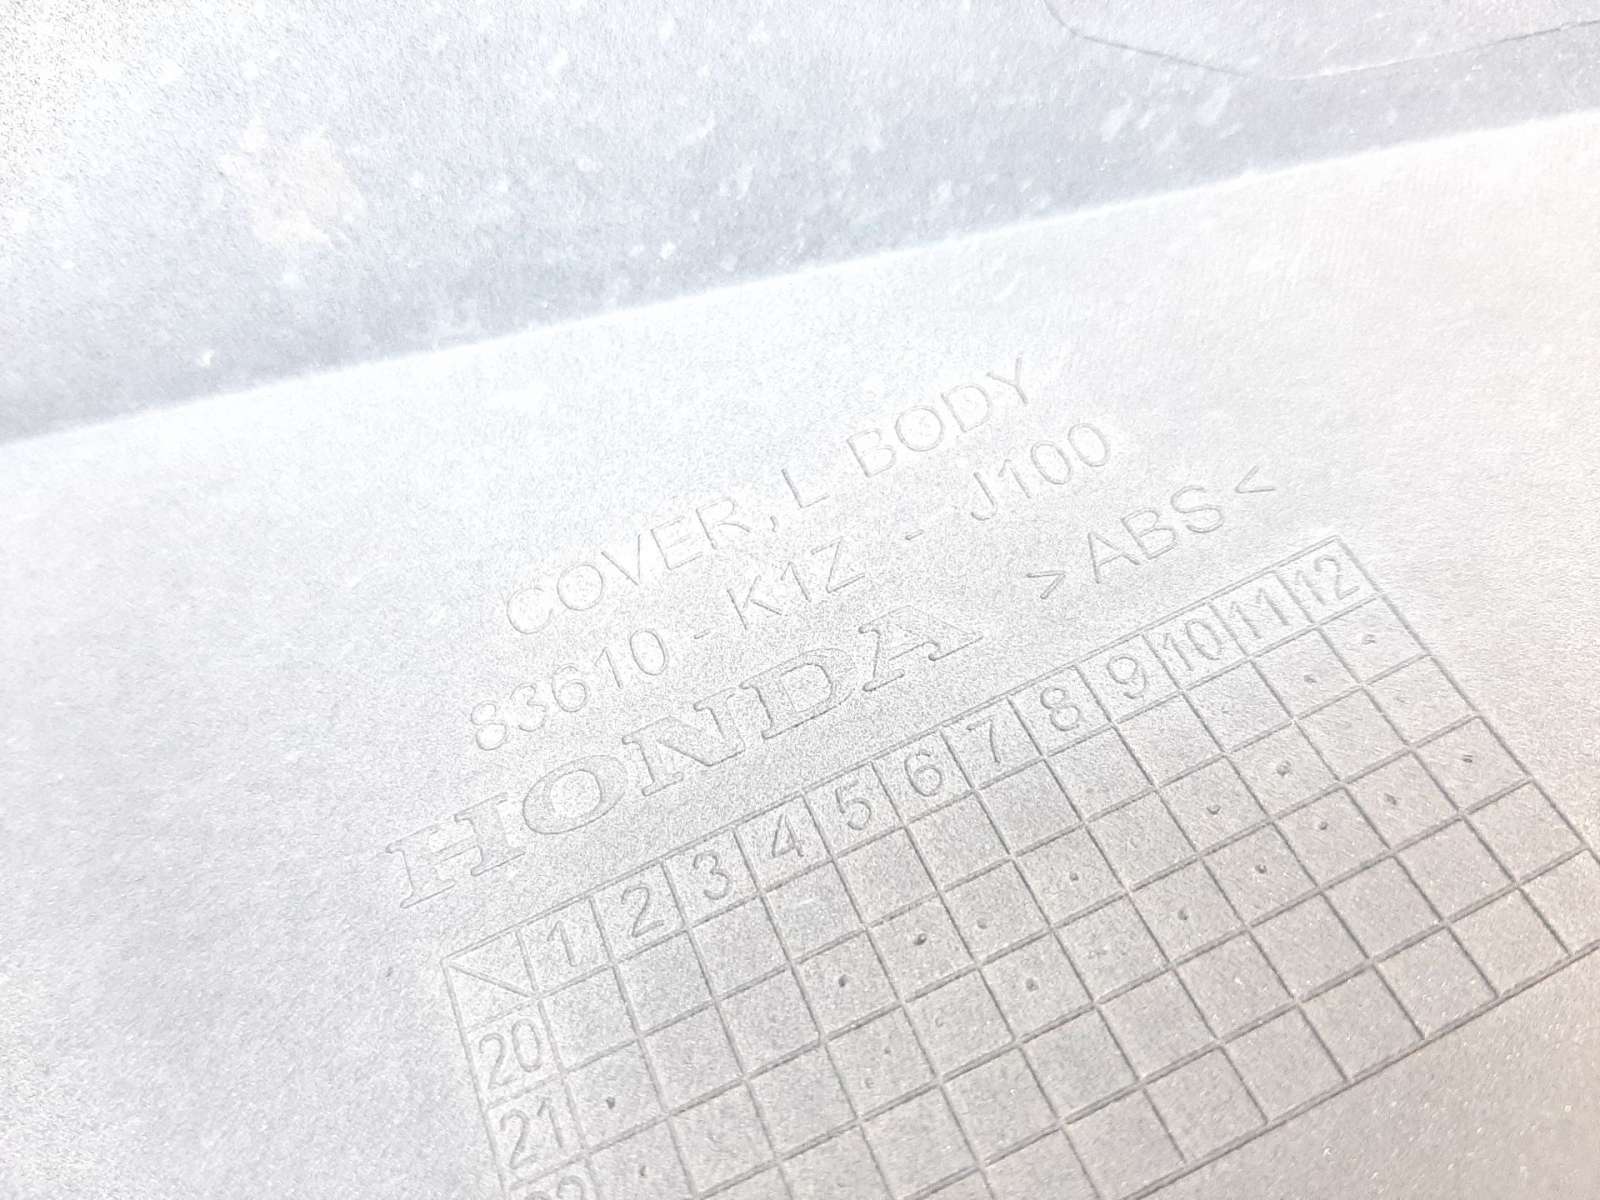 COVER, L BODY
83610-K1Z-J100
HONDA >ABS<
1 2 3 4 5 6 7 8 9 10 11 12
20
21